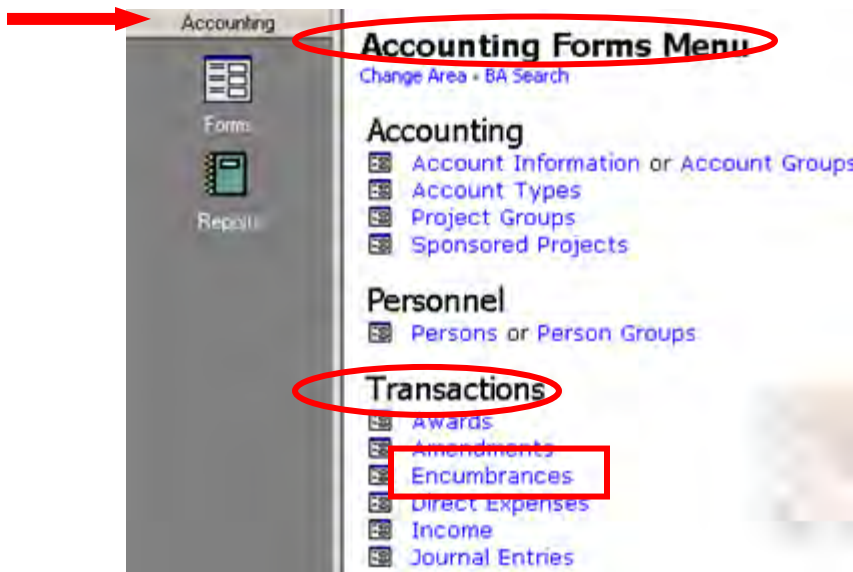 Accounting
Forms
Reports
Accounting Forms Menu
Change Area - BA Search
Accounting
Account Information or Account Groups
Account Types
Project Groups
Sponsored Projects
Personnel
Persons or Person Groups
Transactions
Awards
Amendments
Encumbrances
Direct Expenses
Income
Journal Entries